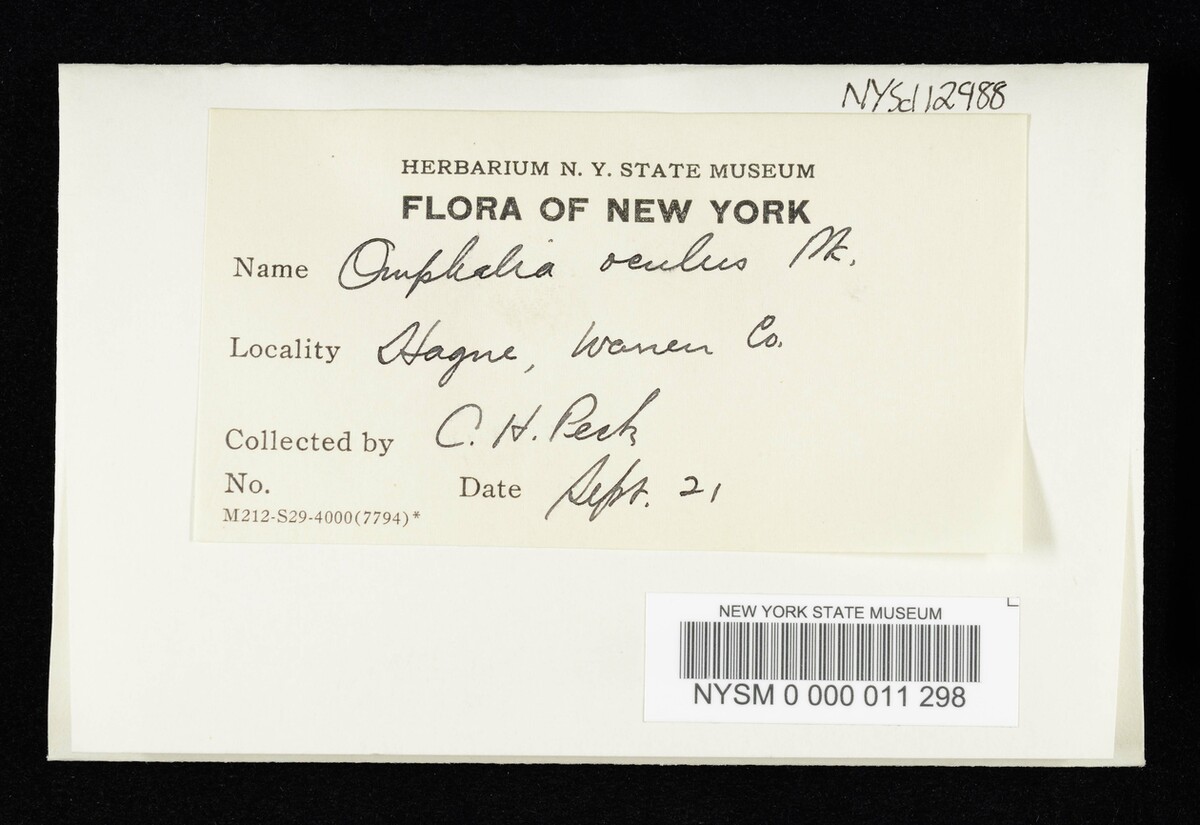 NYSd12988
HERBARIUM N. Y. STATE MUSEUM
FLORA OF NEW YORK
Name Omphalia oculus Pk.
Locality Hague, Warren Co.
Collected by C. H. Peck
No. Date Sept. 21
M212-S29-4000(7794)*
NEW YORK STATE MUSEUM
NYSM 0 000 011 298